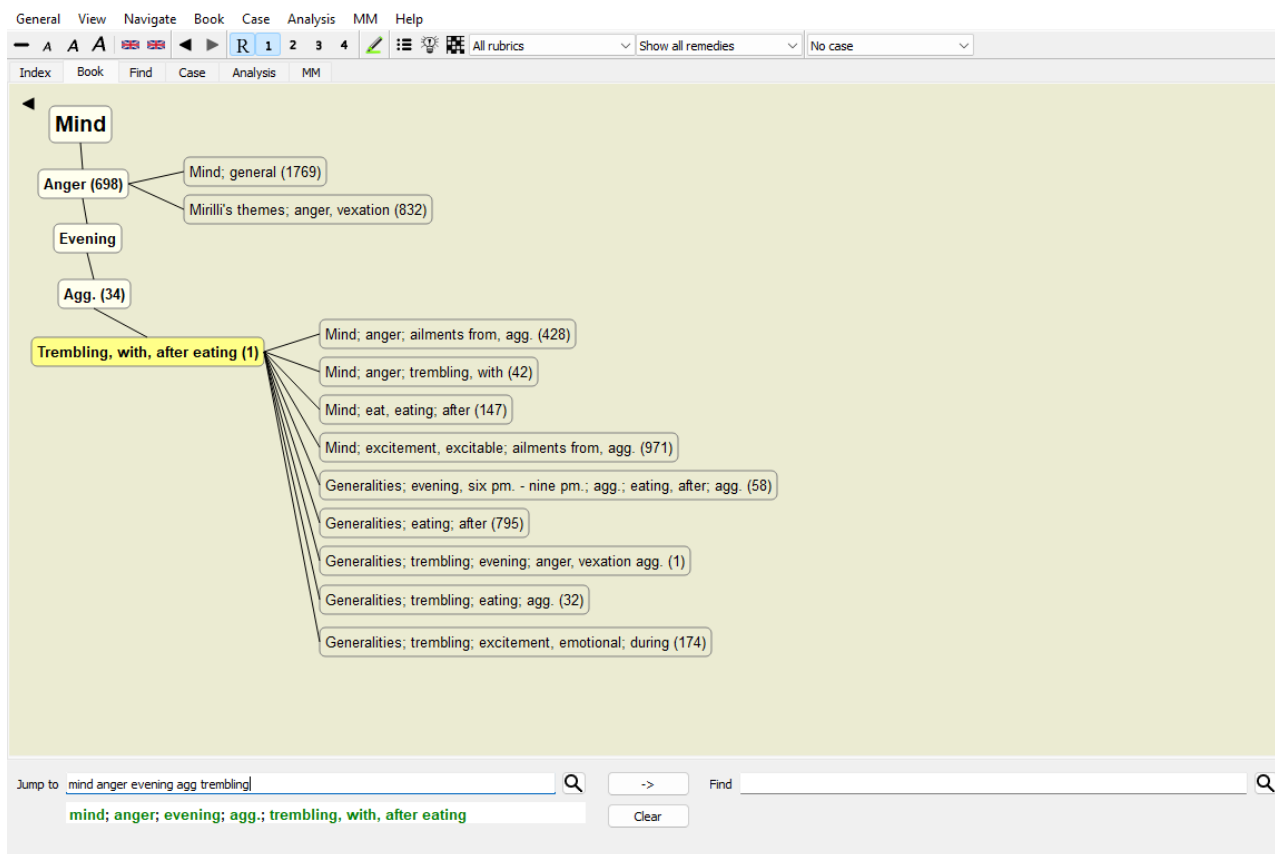 General View Navigate Book Case Analysis MM Help
A A A R 1 2 3 4 All rubrics Show all remedies No case
Index Book Find Case Analysis MM
Mind
Anger (698)
Mind; general (1769)
Mirilli's themes; anger, vexation (832)
Evening
Agg. (34)
Trembling, with, after eating (1)
Mind; anger; ailments from, agg. (428)
Mind; anger; trembling, with (42)
Mind; eat, eating; after (147)
Mind; excitement, excitable; ailments from, agg. (971)
Generalities; evening, six pm. - nine pm.; agg.; eating, after; agg. (58)
Generalities; eating; after (795)
Generalities; trembling; evening; anger, vexation agg. (1)
Generalities; trembling; eating; agg. (32)
Generalities; trembling; excitement, emotional; during (174)
Jump to mind anger evening agg trembling -> Find
mind; anger; evening; agg.; trembling, with, after eating Clear